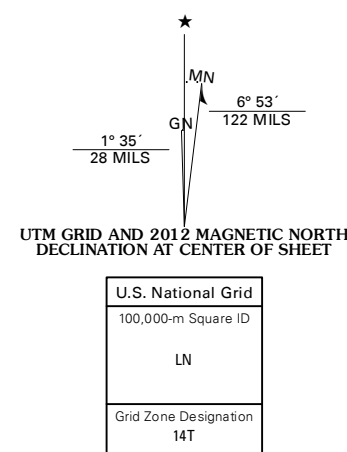 ★
MN
6° 53´
122 MILS
GN
1° 35´
28 MILS
UTM GRID AND 2012 MAGNETIC NORTH
DECLINATION AT CENTER OF SHEET
U.S. National Grid
100,000-m Square ID
LN
Grid Zone Designation
14T